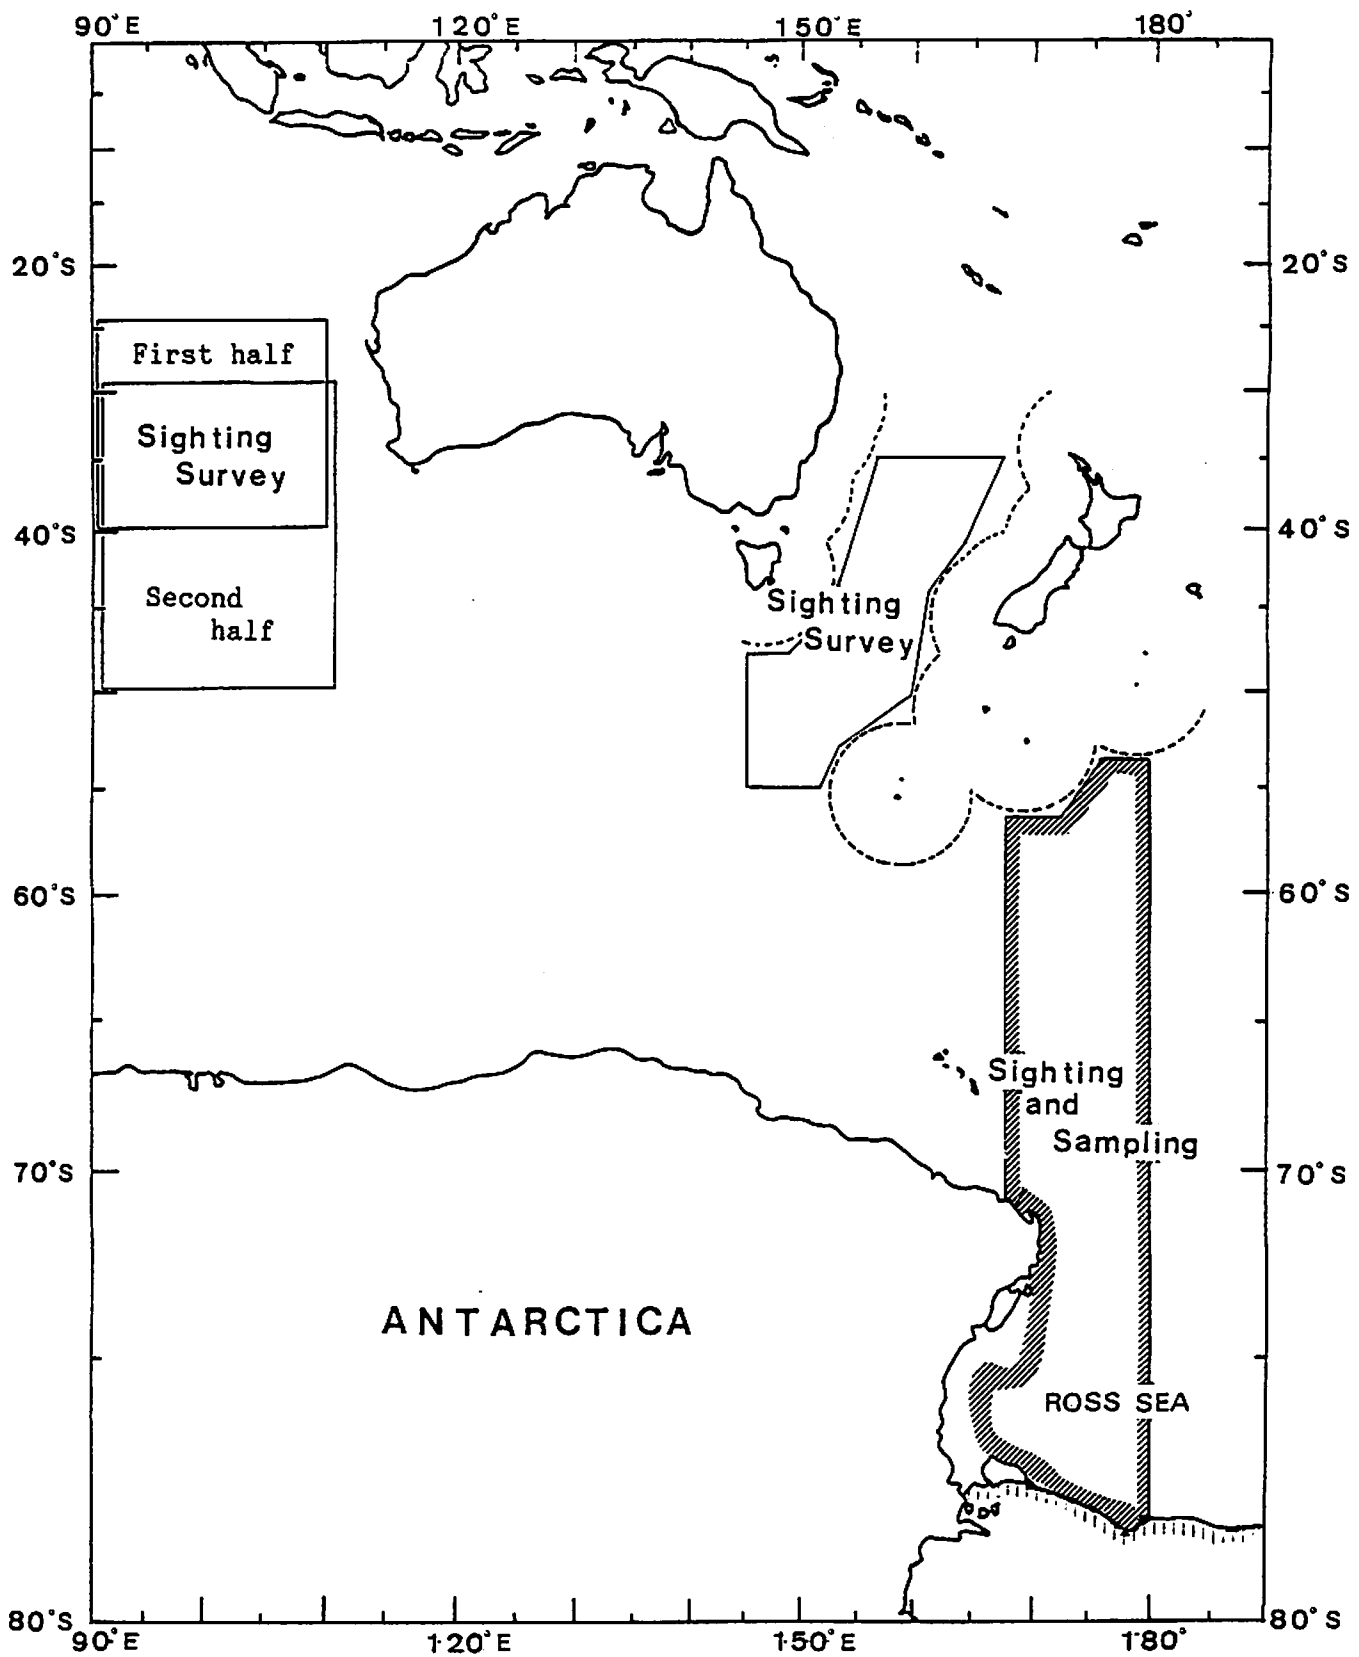 90°E 120°E 150°E 180°
20°S 20°S
First half
Sighting
Survey
40°S 40°S
Second
half
Sighting
Survey
60°S 60°S
Sighting
and
Sampling
70°S 70°S
ANTARCTICA
ROSS SEA
80°S 80°S
90°E 120°E 150°E 180°